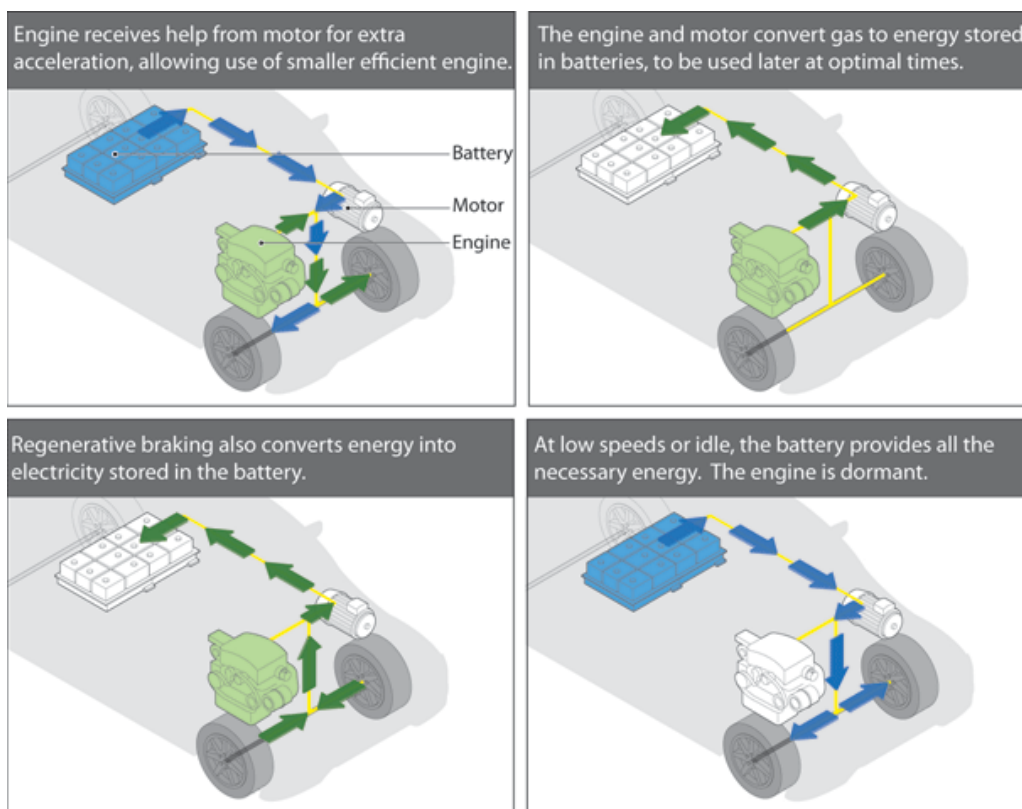 Engine receives help from motor for extra
acceleration, allowing use of smaller efficient engine.
Battery
Motor
Engine
The engine and motor convert gas to energy stored
in batteries, to be used later at optimal times.
Regenerative braking also converts energy into
electricity stored in the battery.
At low speeds or idle, the battery provides all the
necessary energy.  The engine is dormant.